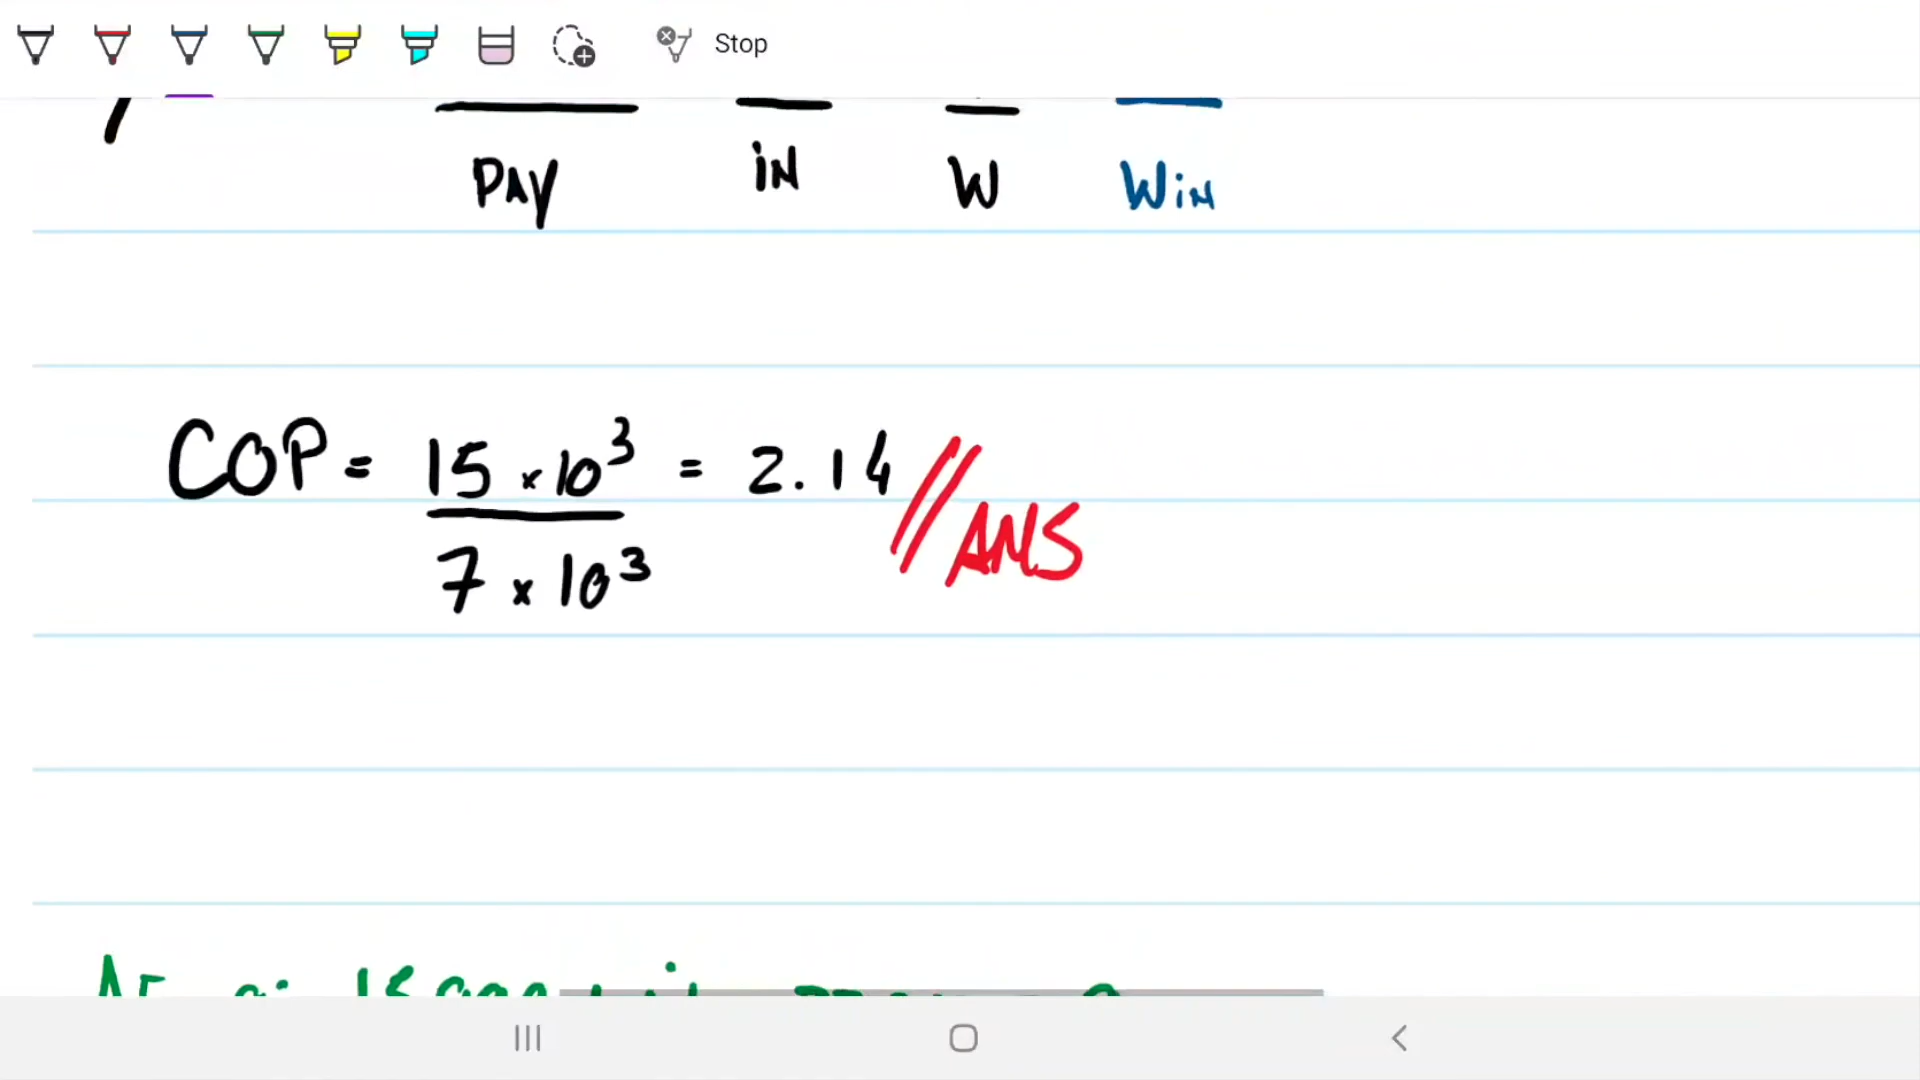 Stop
PAY iN W WiN
COP = 15 × 10³ = 2.14 // ANS
7 × 10³